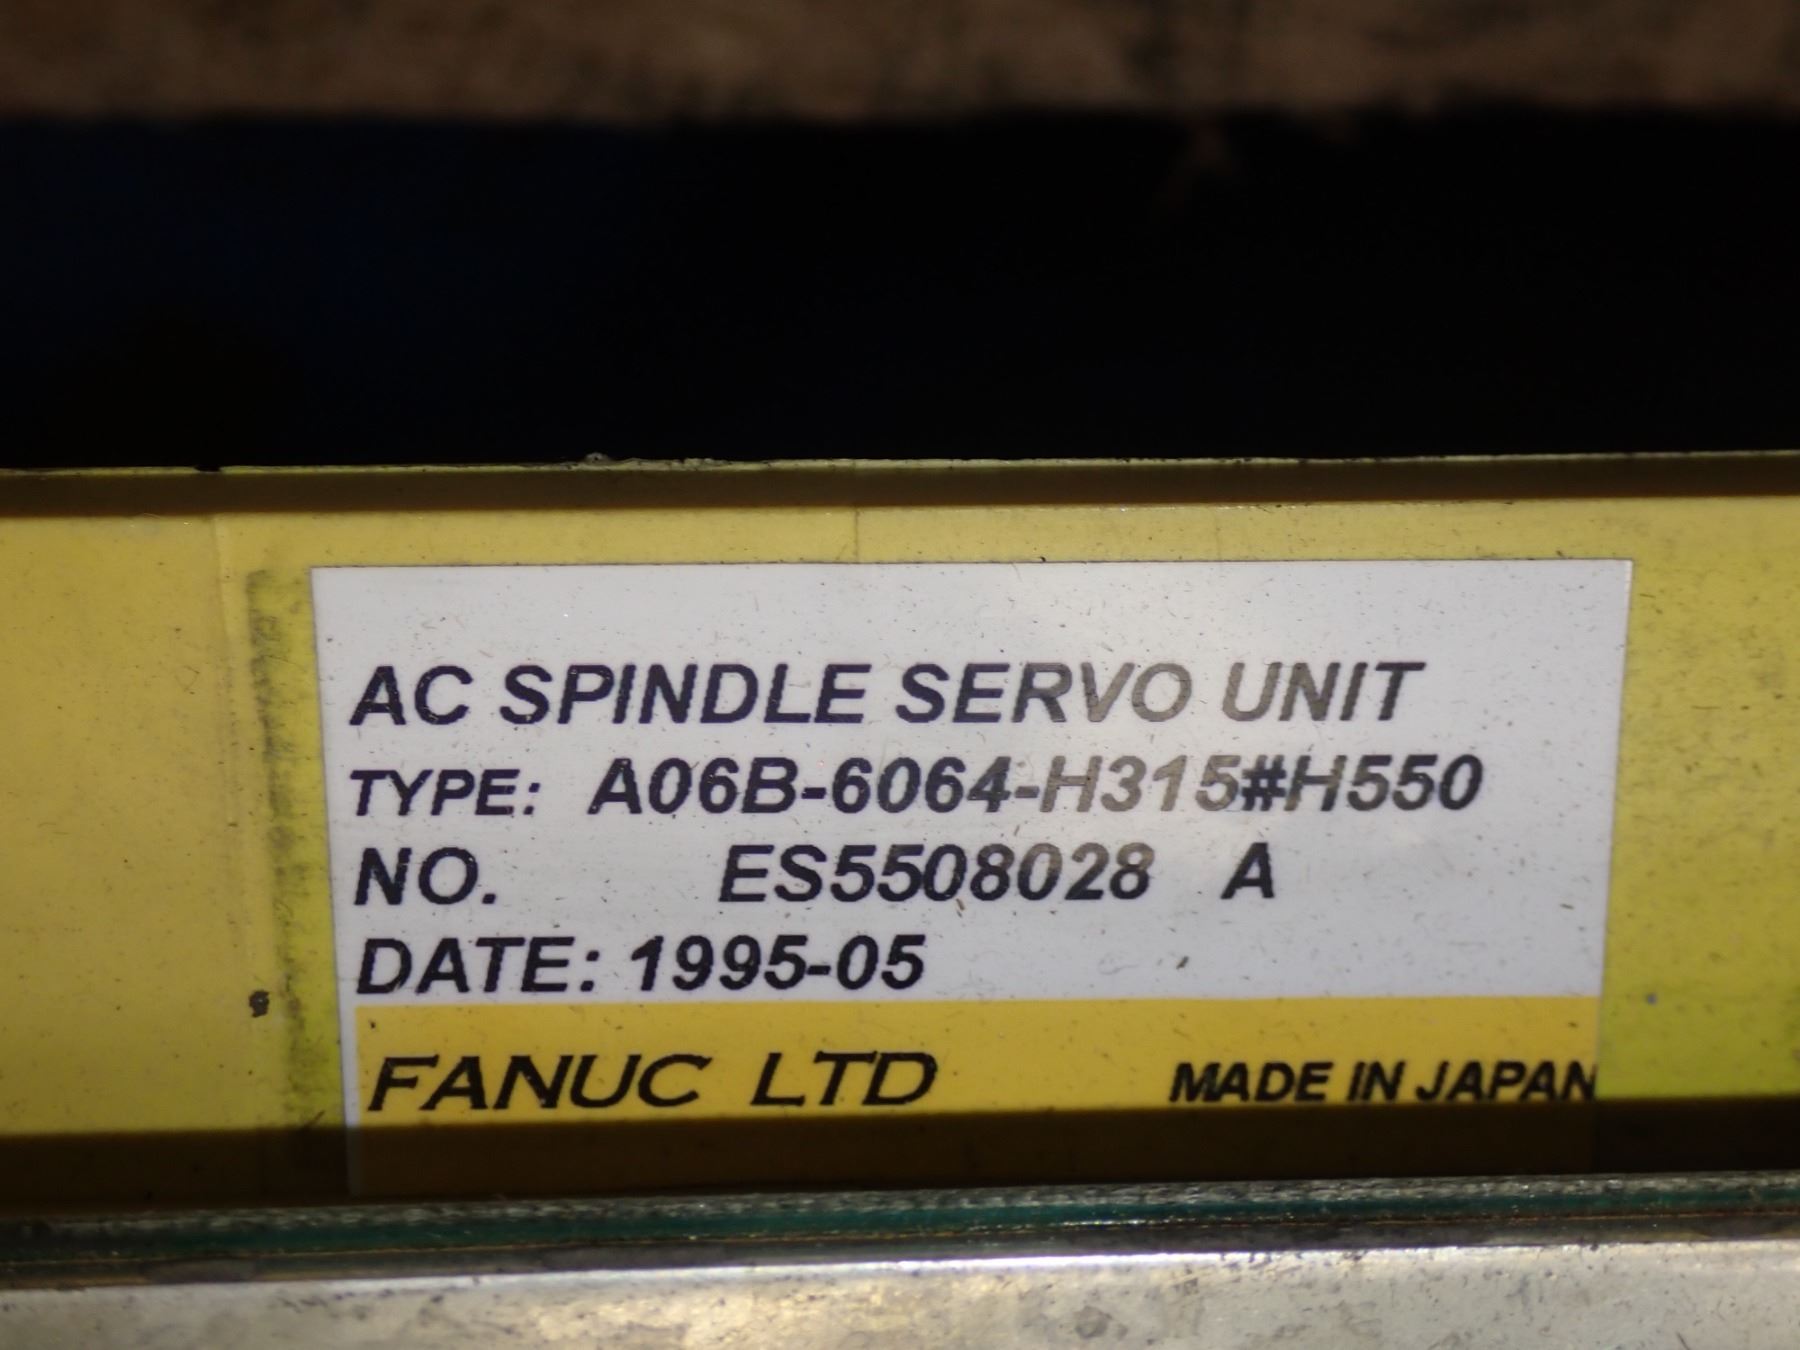 AC SPINDLE SERVO UNIT
TYPE: A06B-6064-H315#H550
NO. ES5508028 A
DATE: 1995-05
FANUC LTD MADE IN JAPAN